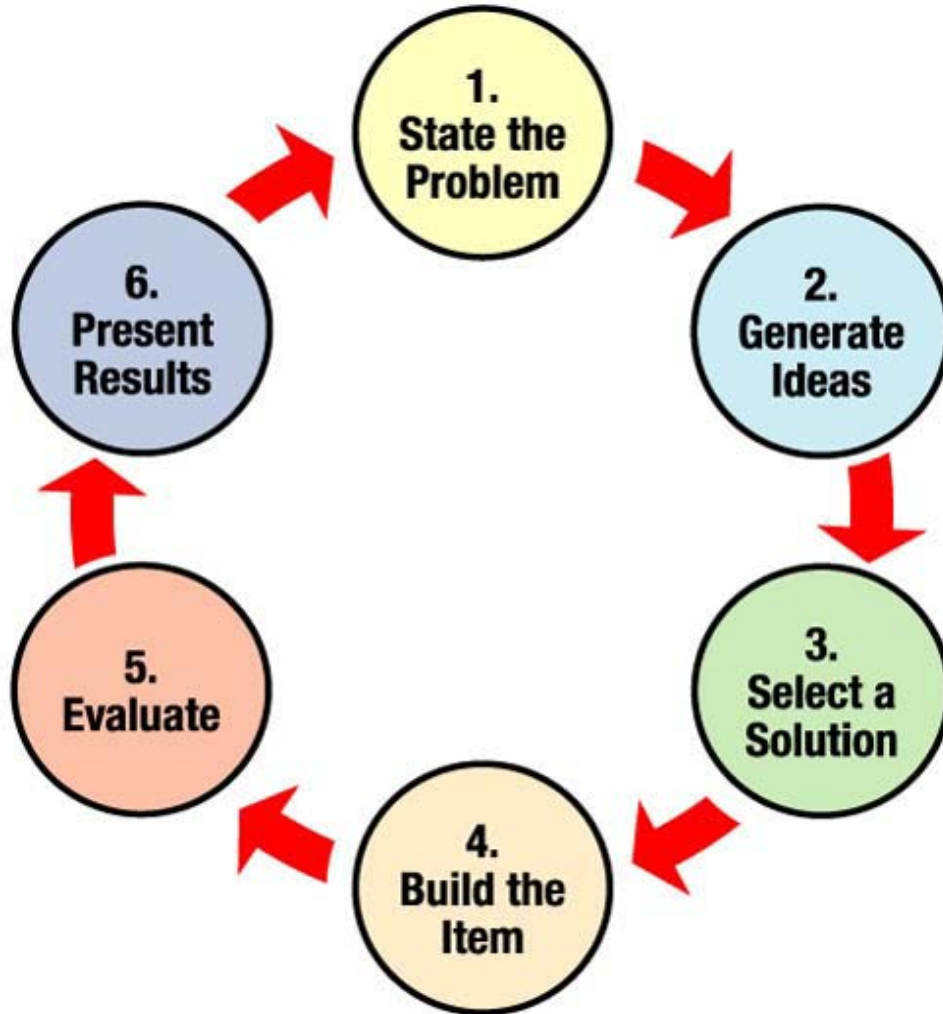 1.
State the
Problem
2.
Generate
Ideas
3.
Select a
Solution
4.
Build the
Item
5.
Evaluate
6.
Present
Results